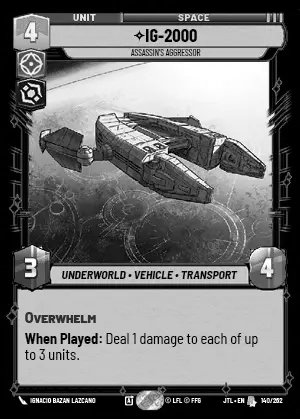 UNIT
SPACE
4
✧IG-2000
ASSASSIN'S AGGRESSOR
3
4
UNDERWORLD • VEHICLE • TRANSPORT
OVERWHELM
When Played: Deal 1 damage to each of up
to 3 units.
IGNACIO BAZAN LAZCANO
© LFL © FFG
JTL • EN
140/262